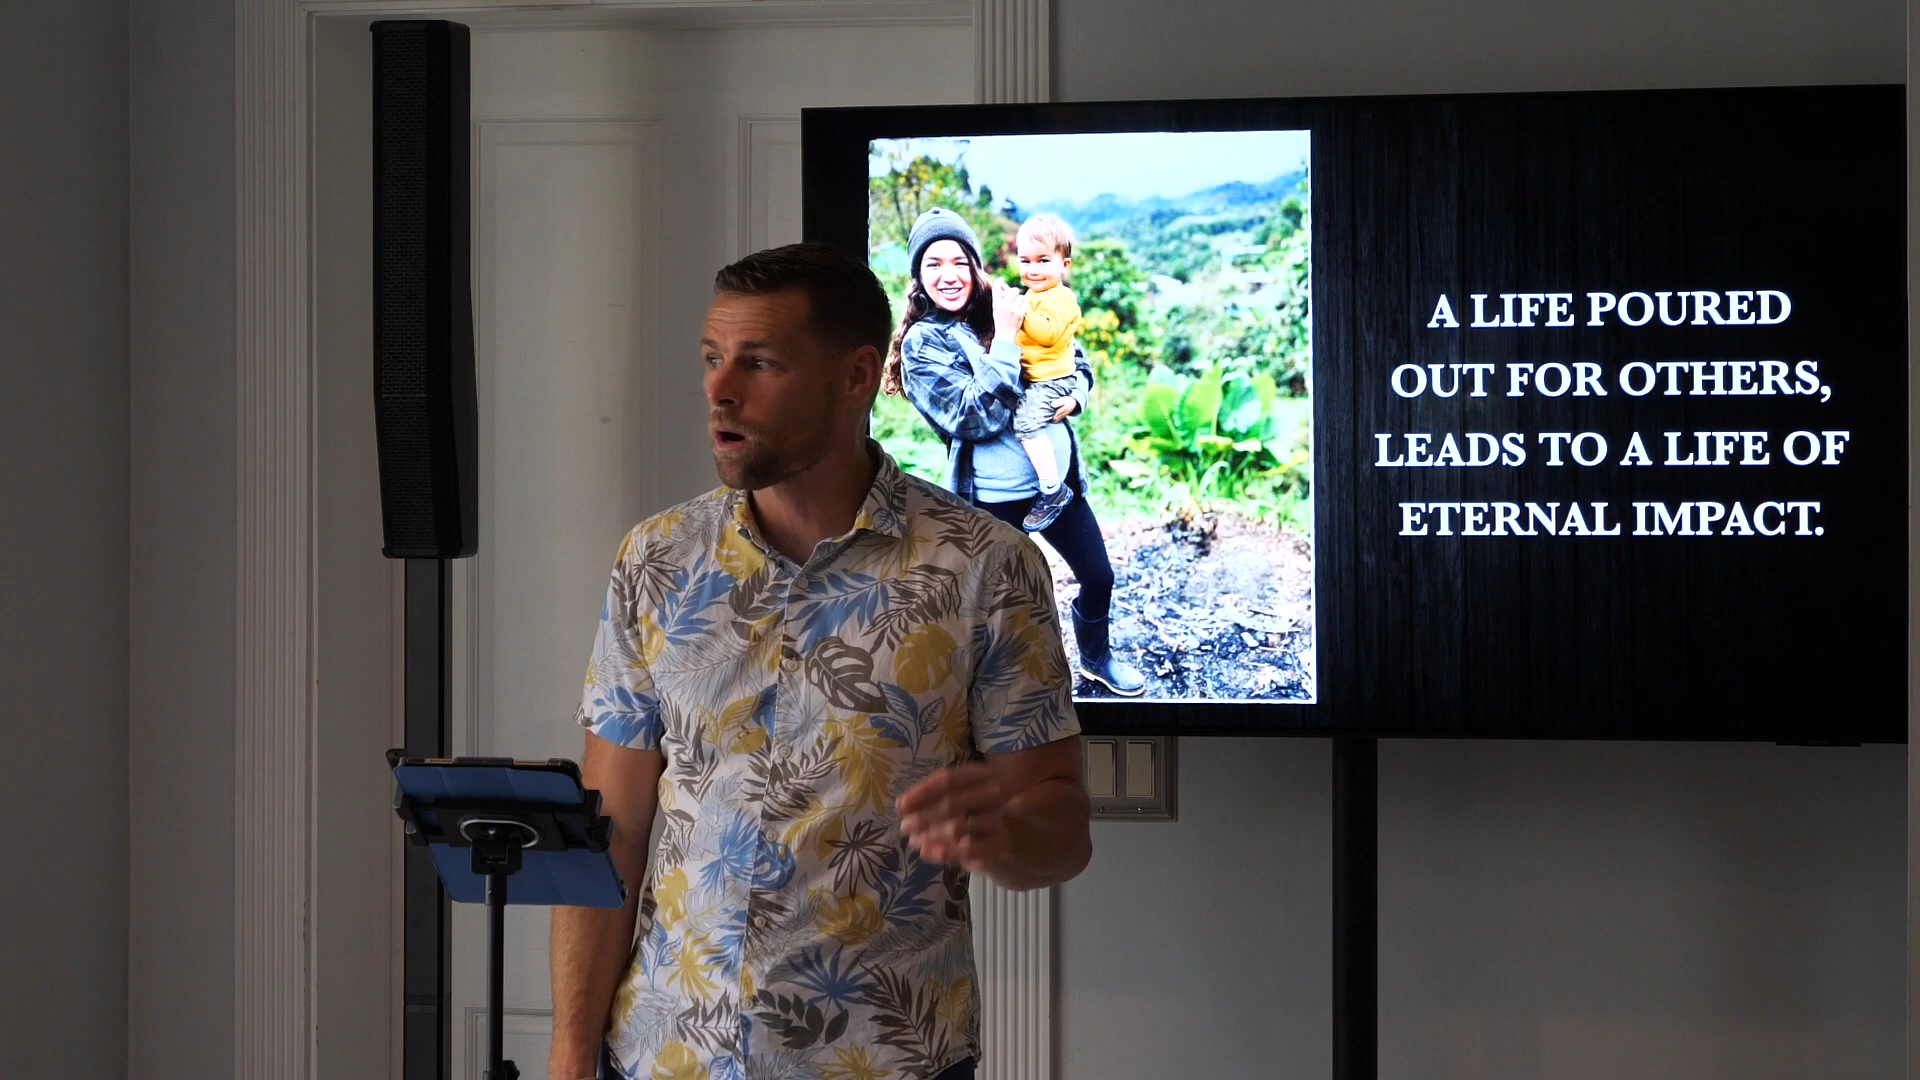 A LIFE POURED
OUT FOR OTHERS,
LEADS TO A LIFE OF
ETERNAL IMPACT.